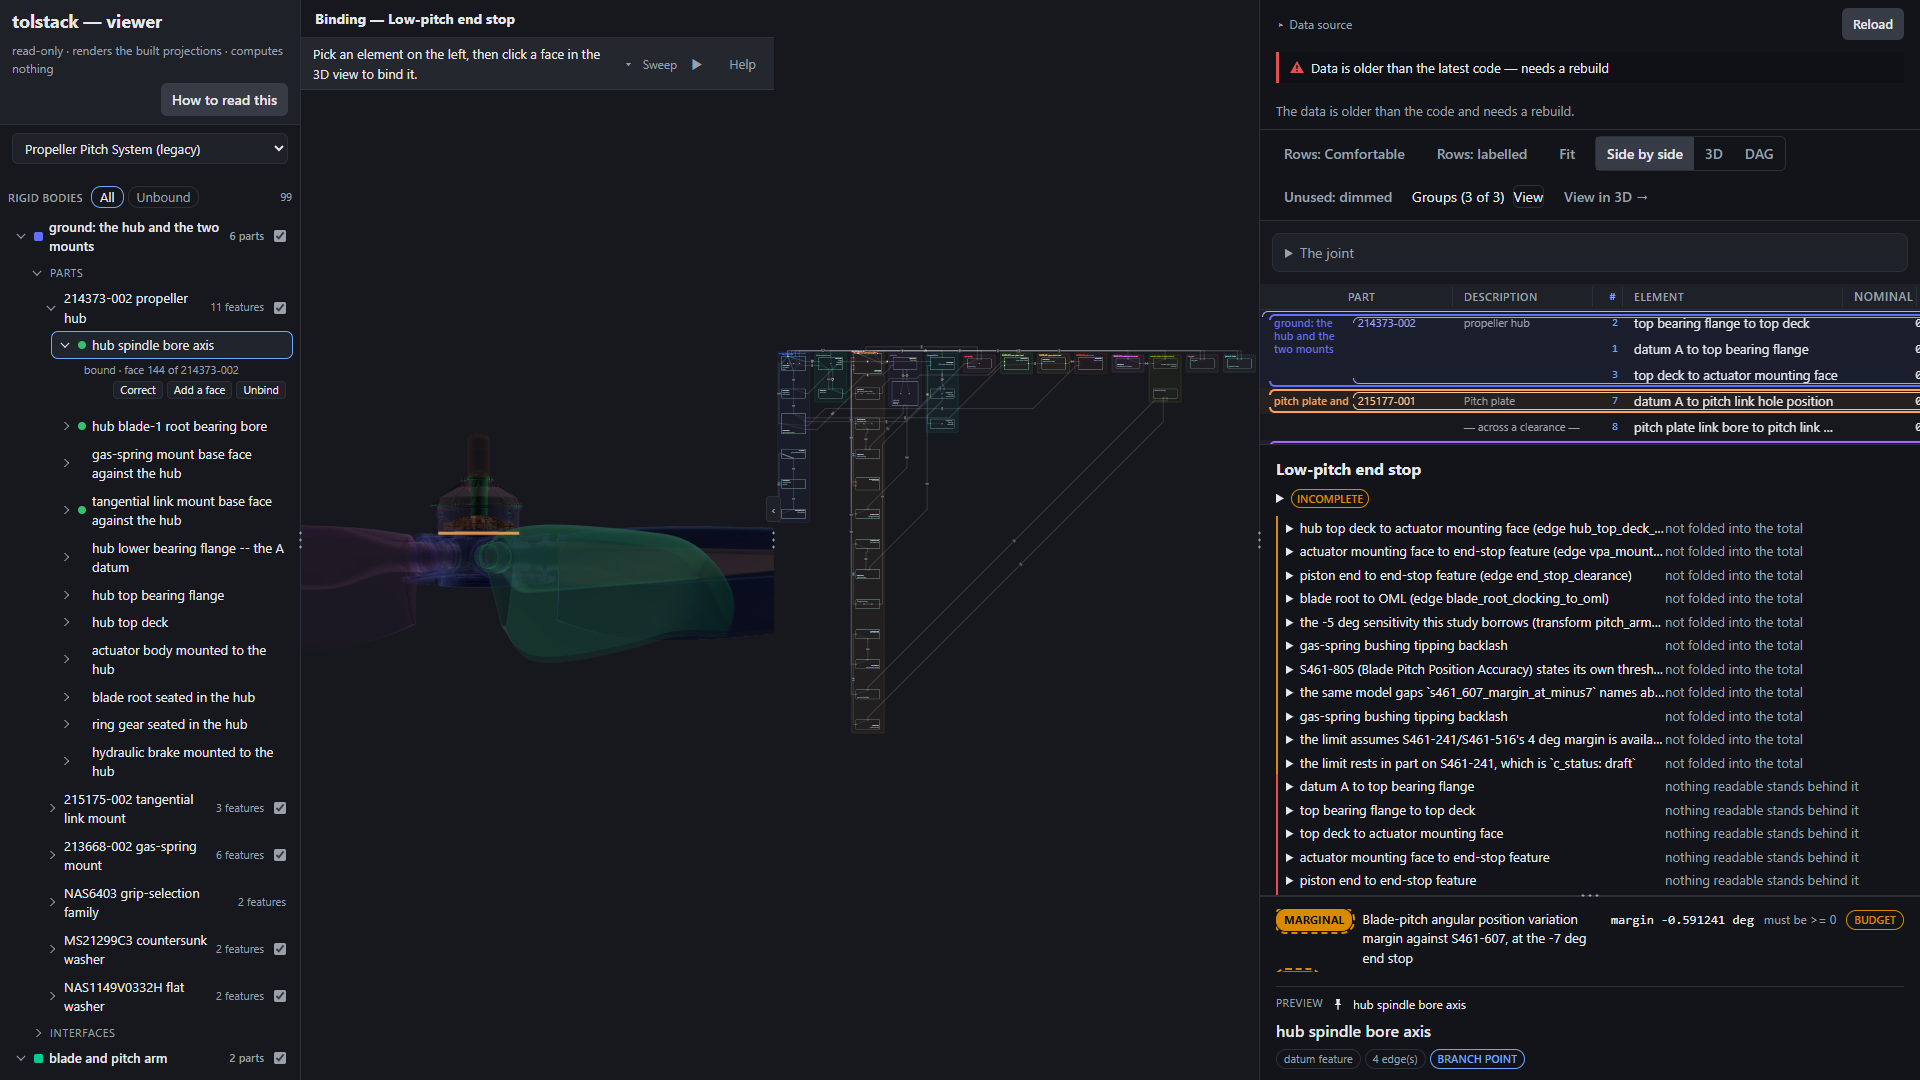 tolstack — viewer
read-only · renders the built projections · computes
nothing
How to read this
Propeller Pitch System (legacy)
RIGID BODIES
All
Unbound
99
ground: the hub and the two
mounts
6 parts
PARTS
214373-002 propeller
hub
11 features
hub spindle bore axis
bound · face 144 of 214373-002
Correct
Add a face
Unbind
hub blade-1 root bearing bore
gas-spring mount base face
against the hub
tangential link mount base face
against the hub
hub lower bearing flange -- the A
datum
hub top bearing flange
hub top deck
actuator body mounted to the
hub
blade root seated in the hub
ring gear seated in the hub
hydraulic brake mounted to the
hub
215175-002 tangential
link mount
3 features
213668-002 gas-spring
mount
6 features
NAS6403 grip-selection
family
2 features
MS21299C3 countersunk
washer
2 features
NAS1149V0332H flat
washer
2 features
INTERFACES
blade and pitch arm
2 parts
Binding — Low-pitch end stop
Pick an element on the left, then click a face in the
3D view to bind it.
Sweep
Help
Data source
Reload
Data is older than the latest code — needs a rebuild
The data is older than the code and needs a rebuild.
Rows: Comfortable
Rows: labelled
Fit
Side by side
3D
DAG
Unused: dimmed
Groups (3 of 3)
View
View in 3D →
The joint
PART
DESCRIPTION
#
ELEMENT
NOMINAL
ground: the
hub and the
two mounts
214373-002
propeller hub
2
top bearing flange to top deck
1
datum A to top bearing flange
3
top deck to actuator mounting face
pitch plate and
215177-001
Pitch plate
7
datum A to pitch link hole position
— across a clearance —
8
pitch plate link bore to pitch link ...
Low-pitch end stop
INCOMPLETE
hub top deck to actuator mounting face (edge hub_top_deck_... not folded into the total
actuator mounting face to end-stop feature (edge vpa_mount... not folded into the total
piston end to end-stop feature (edge end_stop_clearance) not folded into the total
blade root to OML (edge blade_root_clocking_to_oml) not folded into the total
the -5 deg sensitivity this study borrows (transform pitch_arm... not folded into the total
gas-spring bushing tipping backlash not folded into the total
S461-805 (Blade Pitch Position Accuracy) states its own thresh... not folded into the total
the same model gaps `s461_607_margin_at_minus7` names ab... not folded into the total
gas-spring bushing tipping backlash not folded into the total
the limit assumes S461-241/S461-516's 4 deg margin is availa... not folded into the total
the limit rests in part on S461-241, which is `c_status: draft` not folded into the total
datum A to top bearing flange nothing readable stands behind it
top bearing flange to top deck nothing readable stands behind it
top deck to actuator mounting face nothing readable stands behind it
actuator mounting face to end-stop feature nothing readable stands behind it
piston end to end-stop feature nothing readable stands behind it
MARGINAL
Blade-pitch angular position variation
margin against S461-607, at the -7 deg
end stop
margin -0.591241 deg
must be >= 0
BUDGET
PREVIEW
hub spindle bore axis
hub spindle bore axis
datum feature
4 edge(s)
BRANCH POINT